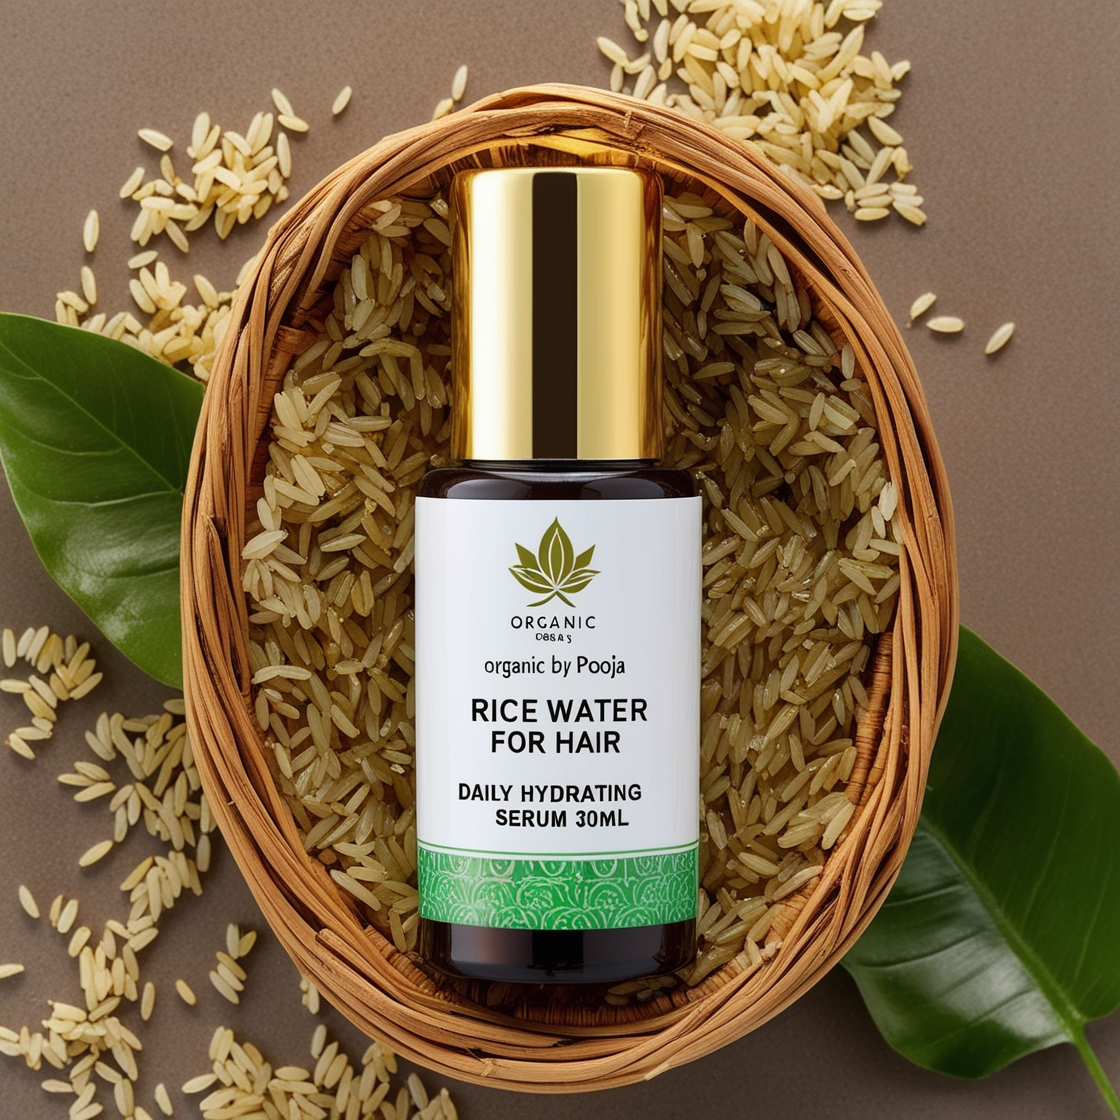 ORGANIC
organic by Pooja
RICE WATER
FOR HAIR
DAILY HYDRATING
SERUM 30ML